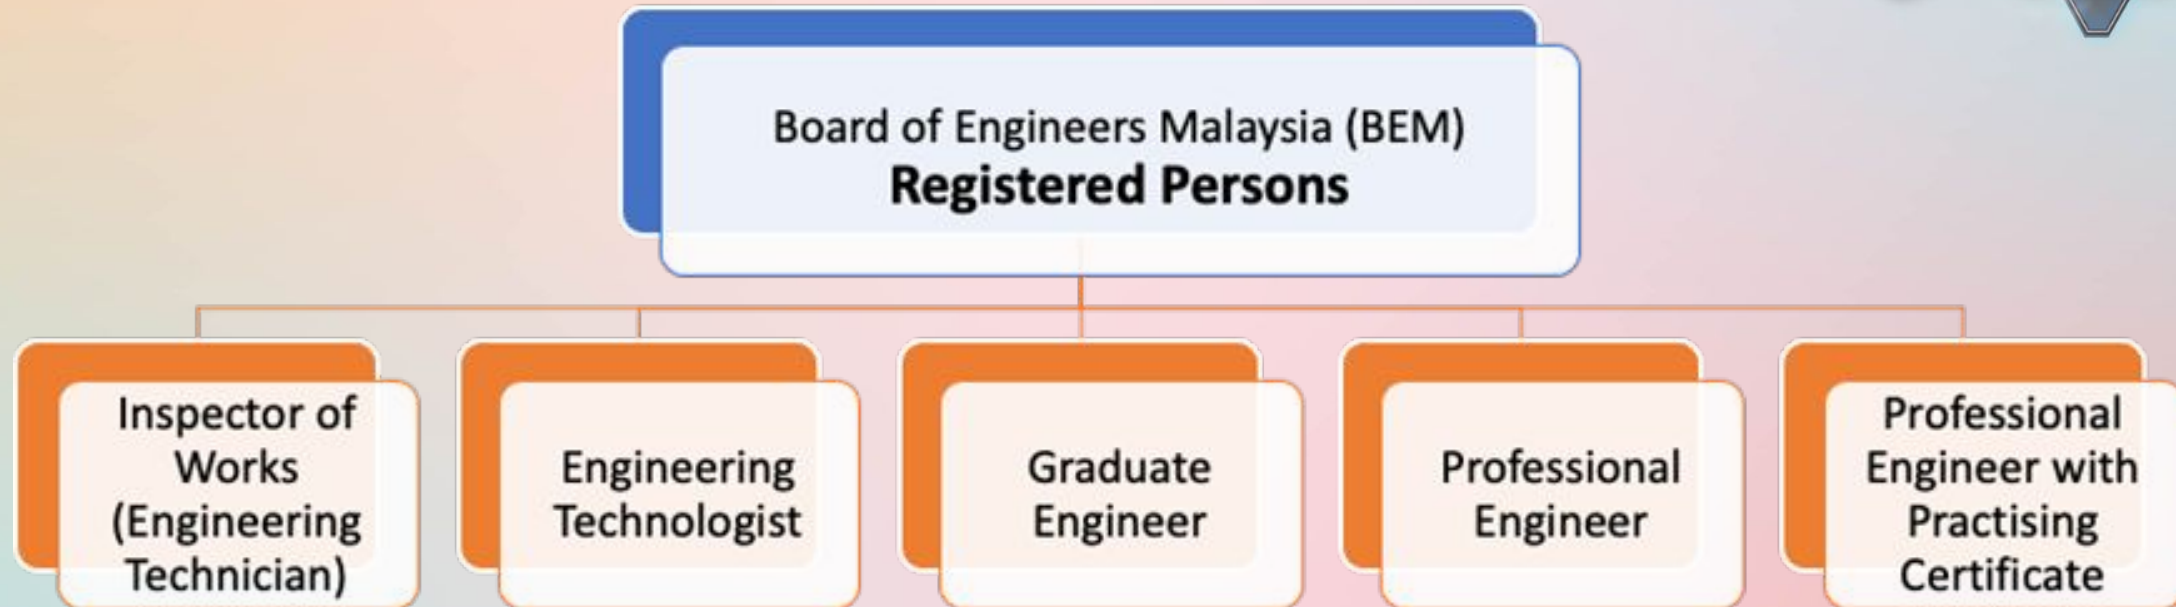 Board of Engineers Malaysia (BEM)
Registered Persons
Inspector of
Works
(Engineering
Technician)
Engineering
Technologist
Graduate
Engineer
Professional
Engineer
Professional
Engineer with
Practising
Certificate